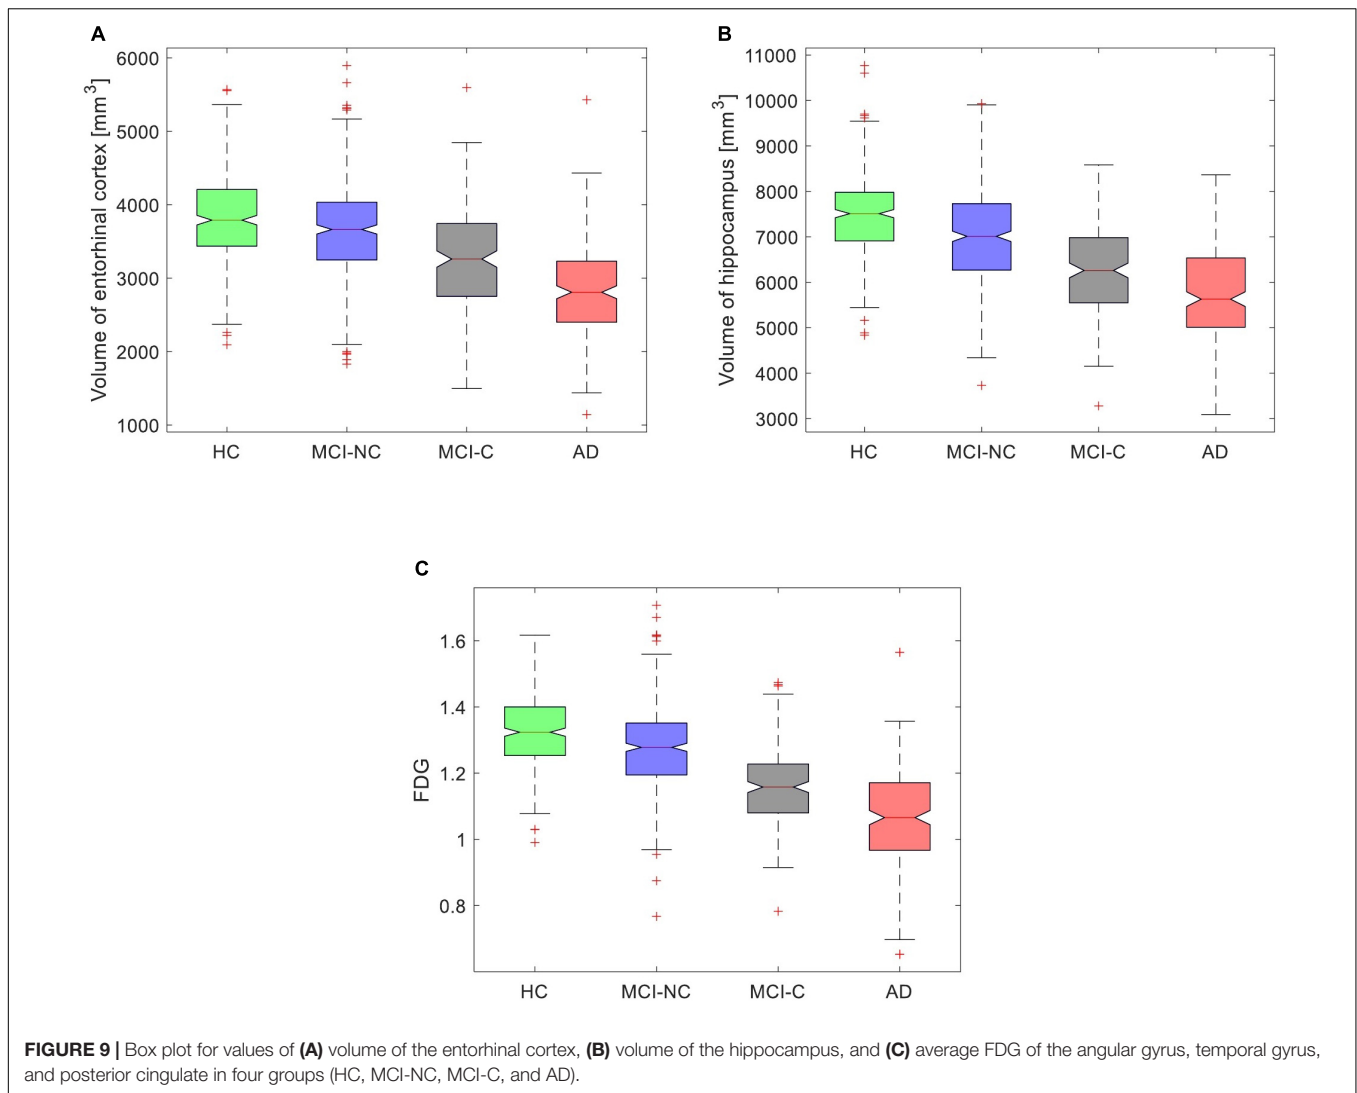 A
Volume of entorhinal cortex [mm³]
6000
5000
4000
3000
2000
1000
HC MCI-NC MCI-C AD
B
Volume of hippocampus [mm³]
11000
10000
9000
8000
7000
6000
5000
4000
3000
HC MCI-NC MCI-C AD
C
FDG
1.6
1.4
1.2
1
0.8
HC MCI-NC MCI-C AD
FIGURE 9 | Box plot for values of (A) volume of the entorhinal cortex, (B) volume of the hippocampus, and (C) average FDG of the angular gyrus, temporal gyrus,
and posterior cingulate in four groups (HC, MCI-NC, MCI-C, and AD).